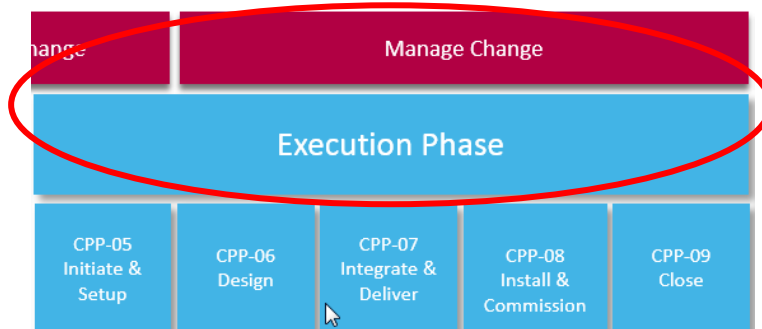 hange
Manage Change
Execution Phase
CPP-05
Initiate &
Setup
CPP-06
Design
CPP-07
Integrate &
Deliver
CPP-08
Install &
Commission
CPP-09
Close